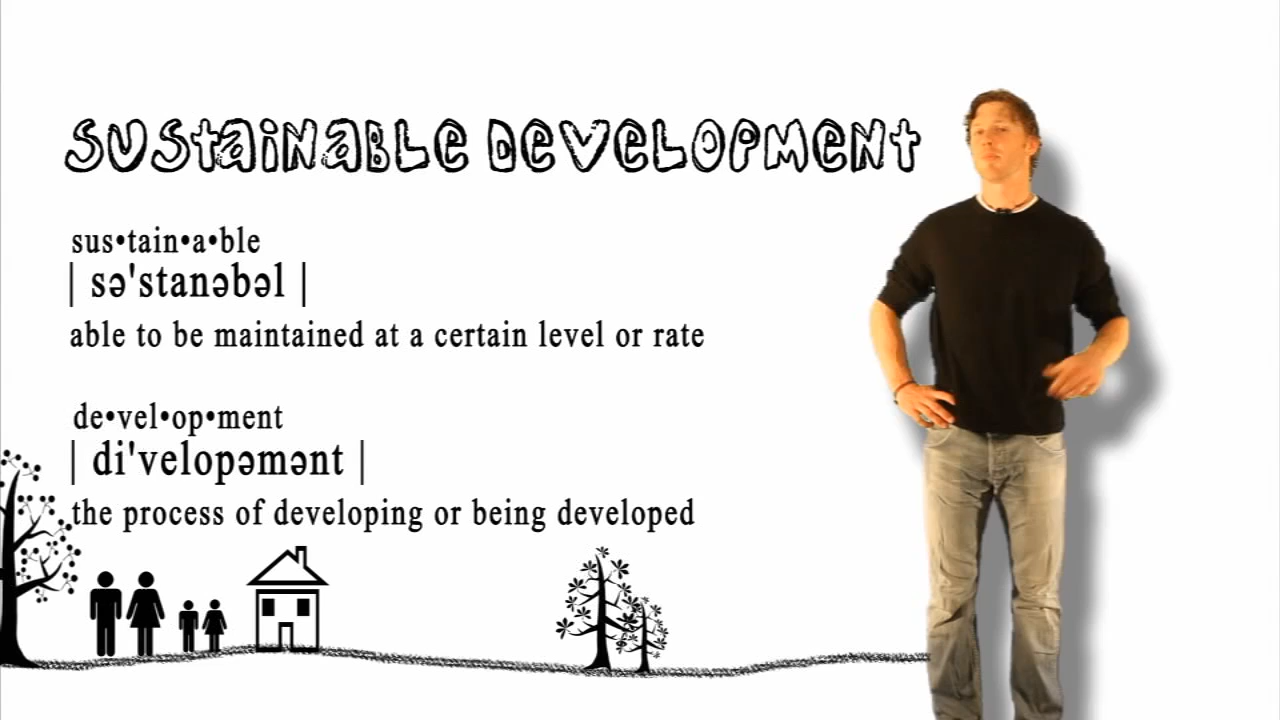 SUSTAINABLE DEVELOPMENT
sus•tain•a•ble
| sə'stanəbəl |
able to be maintained at a certain level or rate
de•vel•op•ment
| di'velopəmənt |
the process of developing or being developed